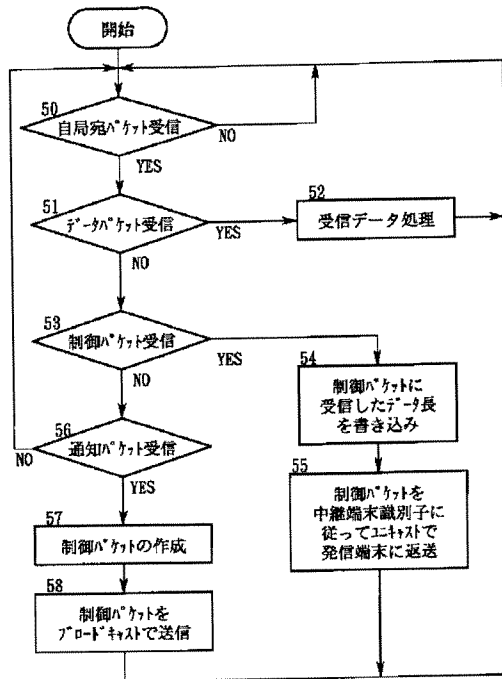 開始
50
自局宛パケット受信
NO
YES
51
データパケット受信
YES
NO
52
受信データ処理
53
制御パケット受信
YES
NO
54
制御パケットに
受信したデータ長
を書き込み
56
通知パケット受信
NO
YES
55
制御パケットを
中継端末識別子に
従ってユニキャストで
発信端末に返送
57
制御パケットの作成
58
制御パケットを
ブロードキャストで送信